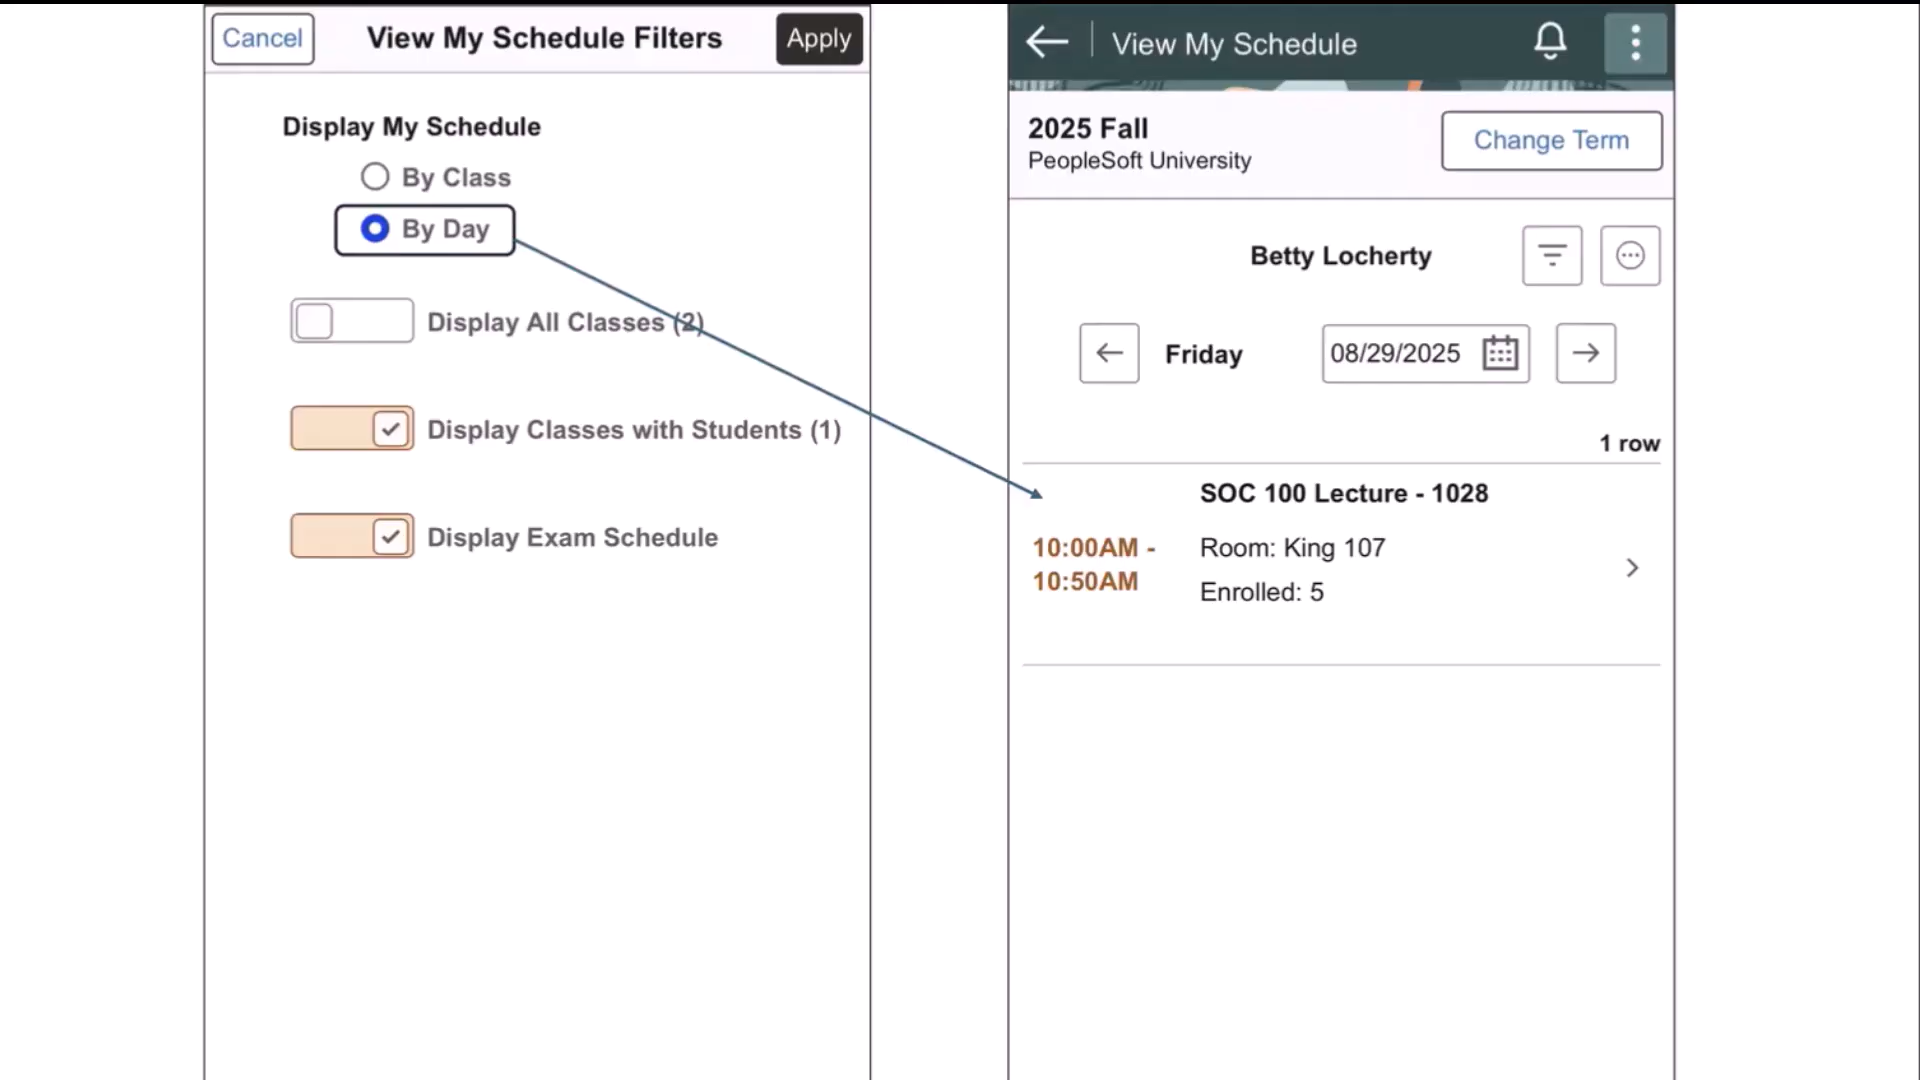 Cancel
View My Schedule Filters
Apply
Display My Schedule
By Class
By Day
Display All Classes (2)
Display Classes with Students (1)
Display Exam Schedule
View My Schedule
2025 Fall
PeopleSoft University
Change Term
Betty Locherty
Friday
08/29/2025
1 row
SOC 100 Lecture - 1028
10:00AM -
10:50AM
Room: King 107
Enrolled: 5